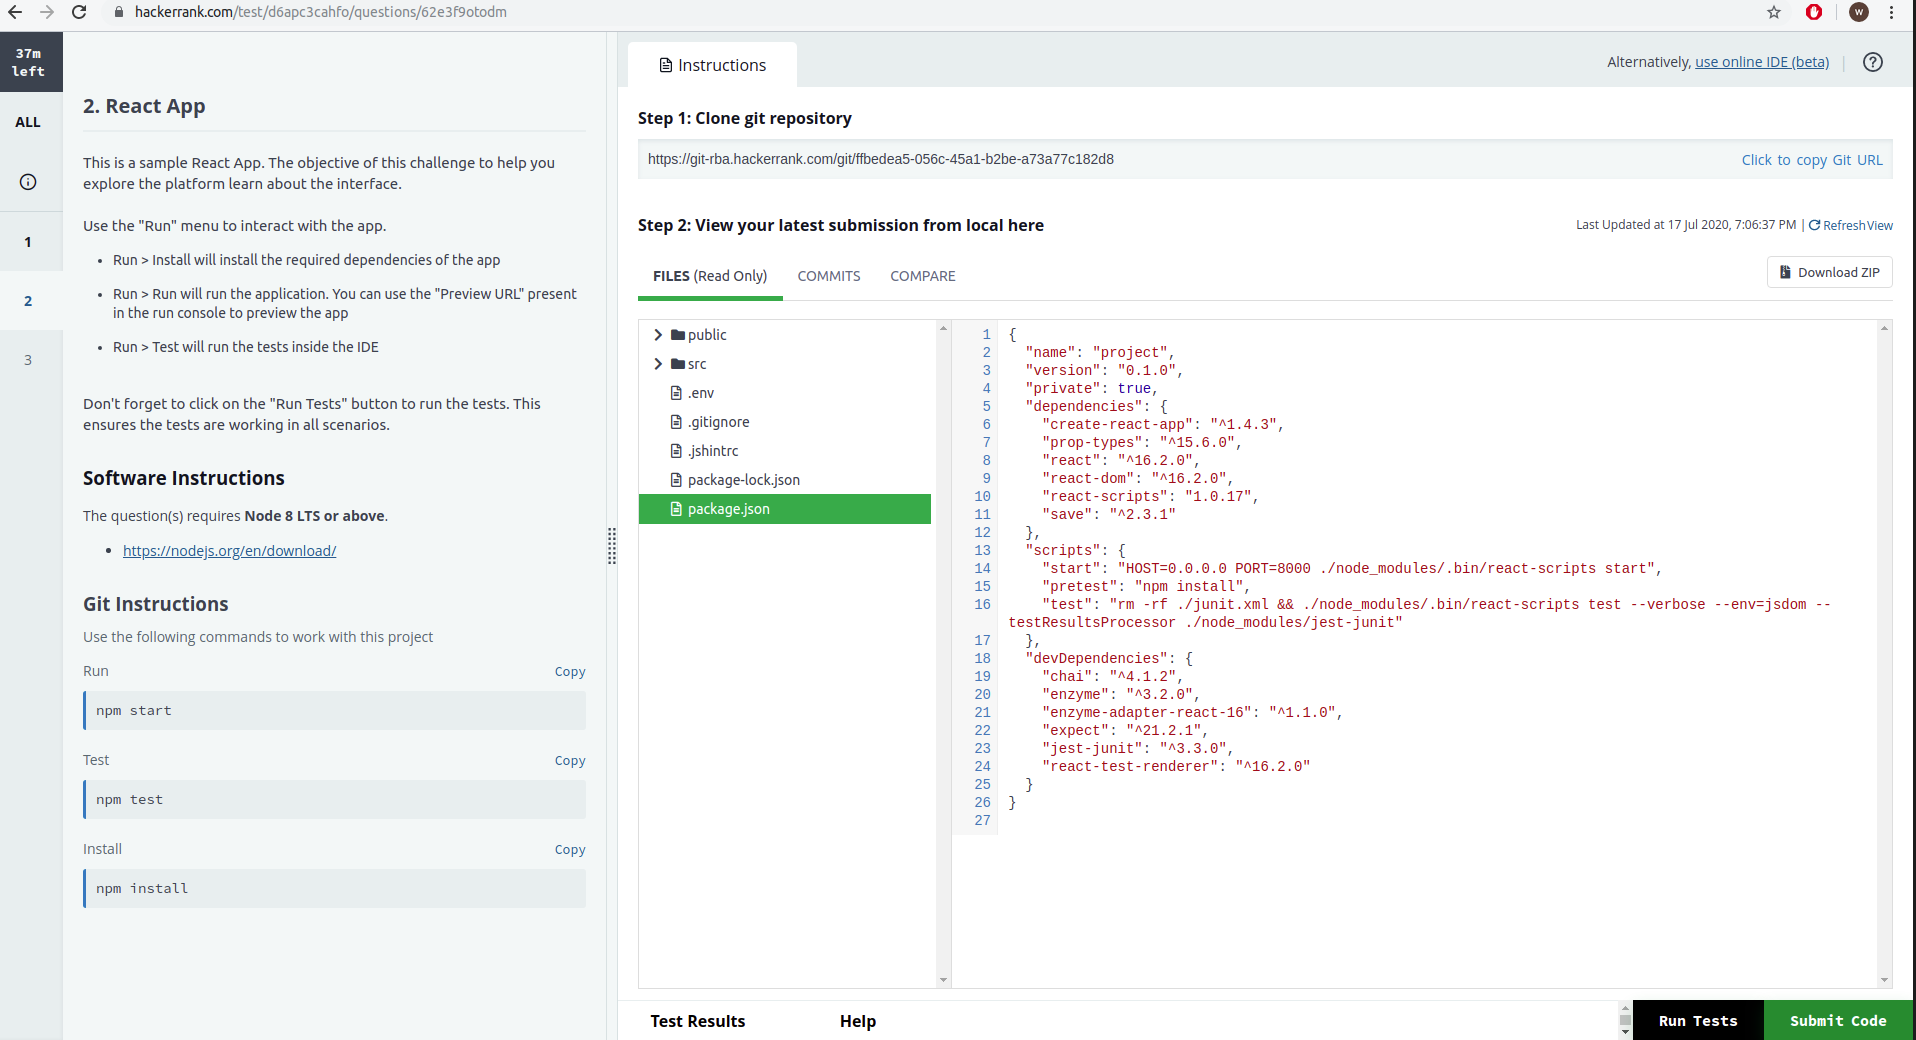 hackerrank.com/test/d6apc3cahfo/questions/62e3f9otodm
W
37m
left
ALL
1
2
3
2. React App
This is a sample React App. The objective of this challenge to help you
explore the platform learn about the interface.
Use the "Run" menu to interact with the app.
• Run > Install will install the required dependencies of the app
• Run > Run will run the application. You can use the "Preview URL" present
in the run console to preview the app
• Run > Test will run the tests inside the IDE
Don't forget to click on the "Run Tests" button to run the tests. This
ensures the tests are working in all scenarios.
Software Instructions
The question(s) requires Node 8 LTS or above.
• https://nodejs.org/en/download/
Git Instructions
Use the following commands to work with this project
Run Copy
npm start
Test Copy
npm test
Install Copy
npm install
Instructions
Alternatively, use online IDE (beta)
Step 1: Clone git repository
https://git-rba.hackerrank.com/git/ffbedea5-056c-45a1-b2be-a73a77c182d8 Click to copy Git URL
Step 2: View your latest submission from local here
Last Updated at 17 Jul 2020, 7:06:37 PM | Refresh View
FILES (Read Only) COMMITS COMPARE
Download ZIP
public
src
.env
.gitignore
.jshintrc
package-lock.json
package.json
1 {
2 "name": "project",
3 "version": "0.1.0",
4 "private": true,
5 "dependencies": {
6 "create-react-app": "^1.4.3",
7 "prop-types": "^15.6.0",
8 "react": "^16.2.0",
9 "react-dom": "^16.2.0",
10 "react-scripts": "1.0.17",
11 "save": "^2.3.1"
12 },
13 "scripts": {
14 "start": "HOST=0.0.0.0 PORT=8000 ./node_modules/.bin/react-scripts start",
15 "pretest": "npm install",
16 "test": "rm -rf ./junit.xml && ./node_modules/.bin/react-scripts test --verbose --env=jsdom --
testResultsProcessor ./node_modules/jest-junit"
17 },
18 "devDependencies": {
19 "chai": "^4.1.2",
20 "enzyme": "^3.2.0",
21 "enzyme-adapter-react-16": "^1.1.0",
22 "expect": "^21.2.1",
23 "jest-junit": "^3.3.0",
24 "react-test-renderer": "^16.2.0"
25 }
26 }
27
Test Results Help
Run Tests Submit Code